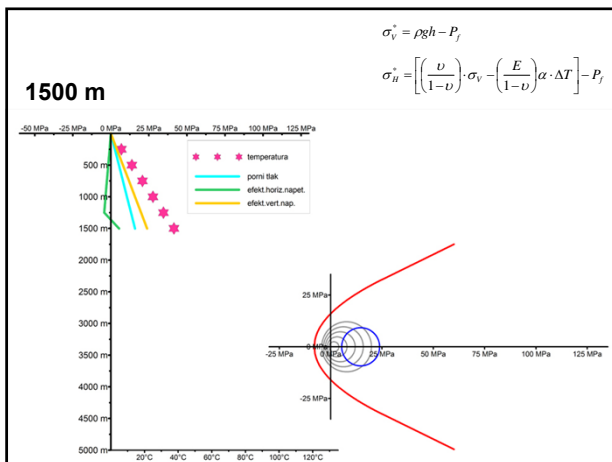 σ*V = ρgh − Pf
σ*H = [(υ/(1−υ))·σV − (E/(1−υ))α·ΔT] − Pf
1500 m
-50 MPa -25 MPa 0 MPa 25 MPa 50 MPa 75 MPa 100 MPa 125 MPa
temperatura
porni tlak
efekt.horiz.napet.
efekt.vert.nap.
500 m
1000 m
1500 m
2000 m
2500 m
3000 m
3500 m
4000 m
4500 m
5000 m
20°C 40°C 60°C 80°C 100°C 120°C
25 MPa
-25 MPa 0 MPa 25 MPa 50 MPa 75 MPa 100 MPa 125 MPa
-25 MPa